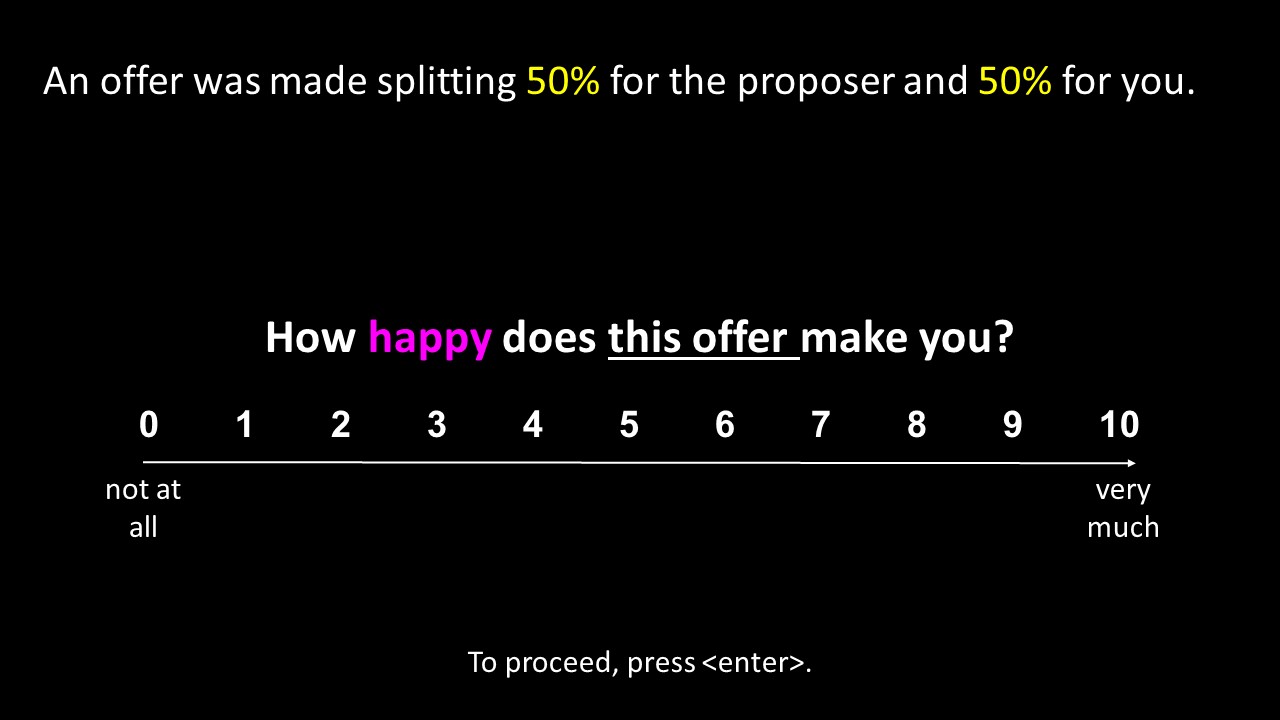 An offer was made splitting 50% for the proposer and 50% for you.
How happy does this offer make you?
0 1 2 3 4 5 6 7 8 9 10
not at very
all much
To proceed, press <enter>.